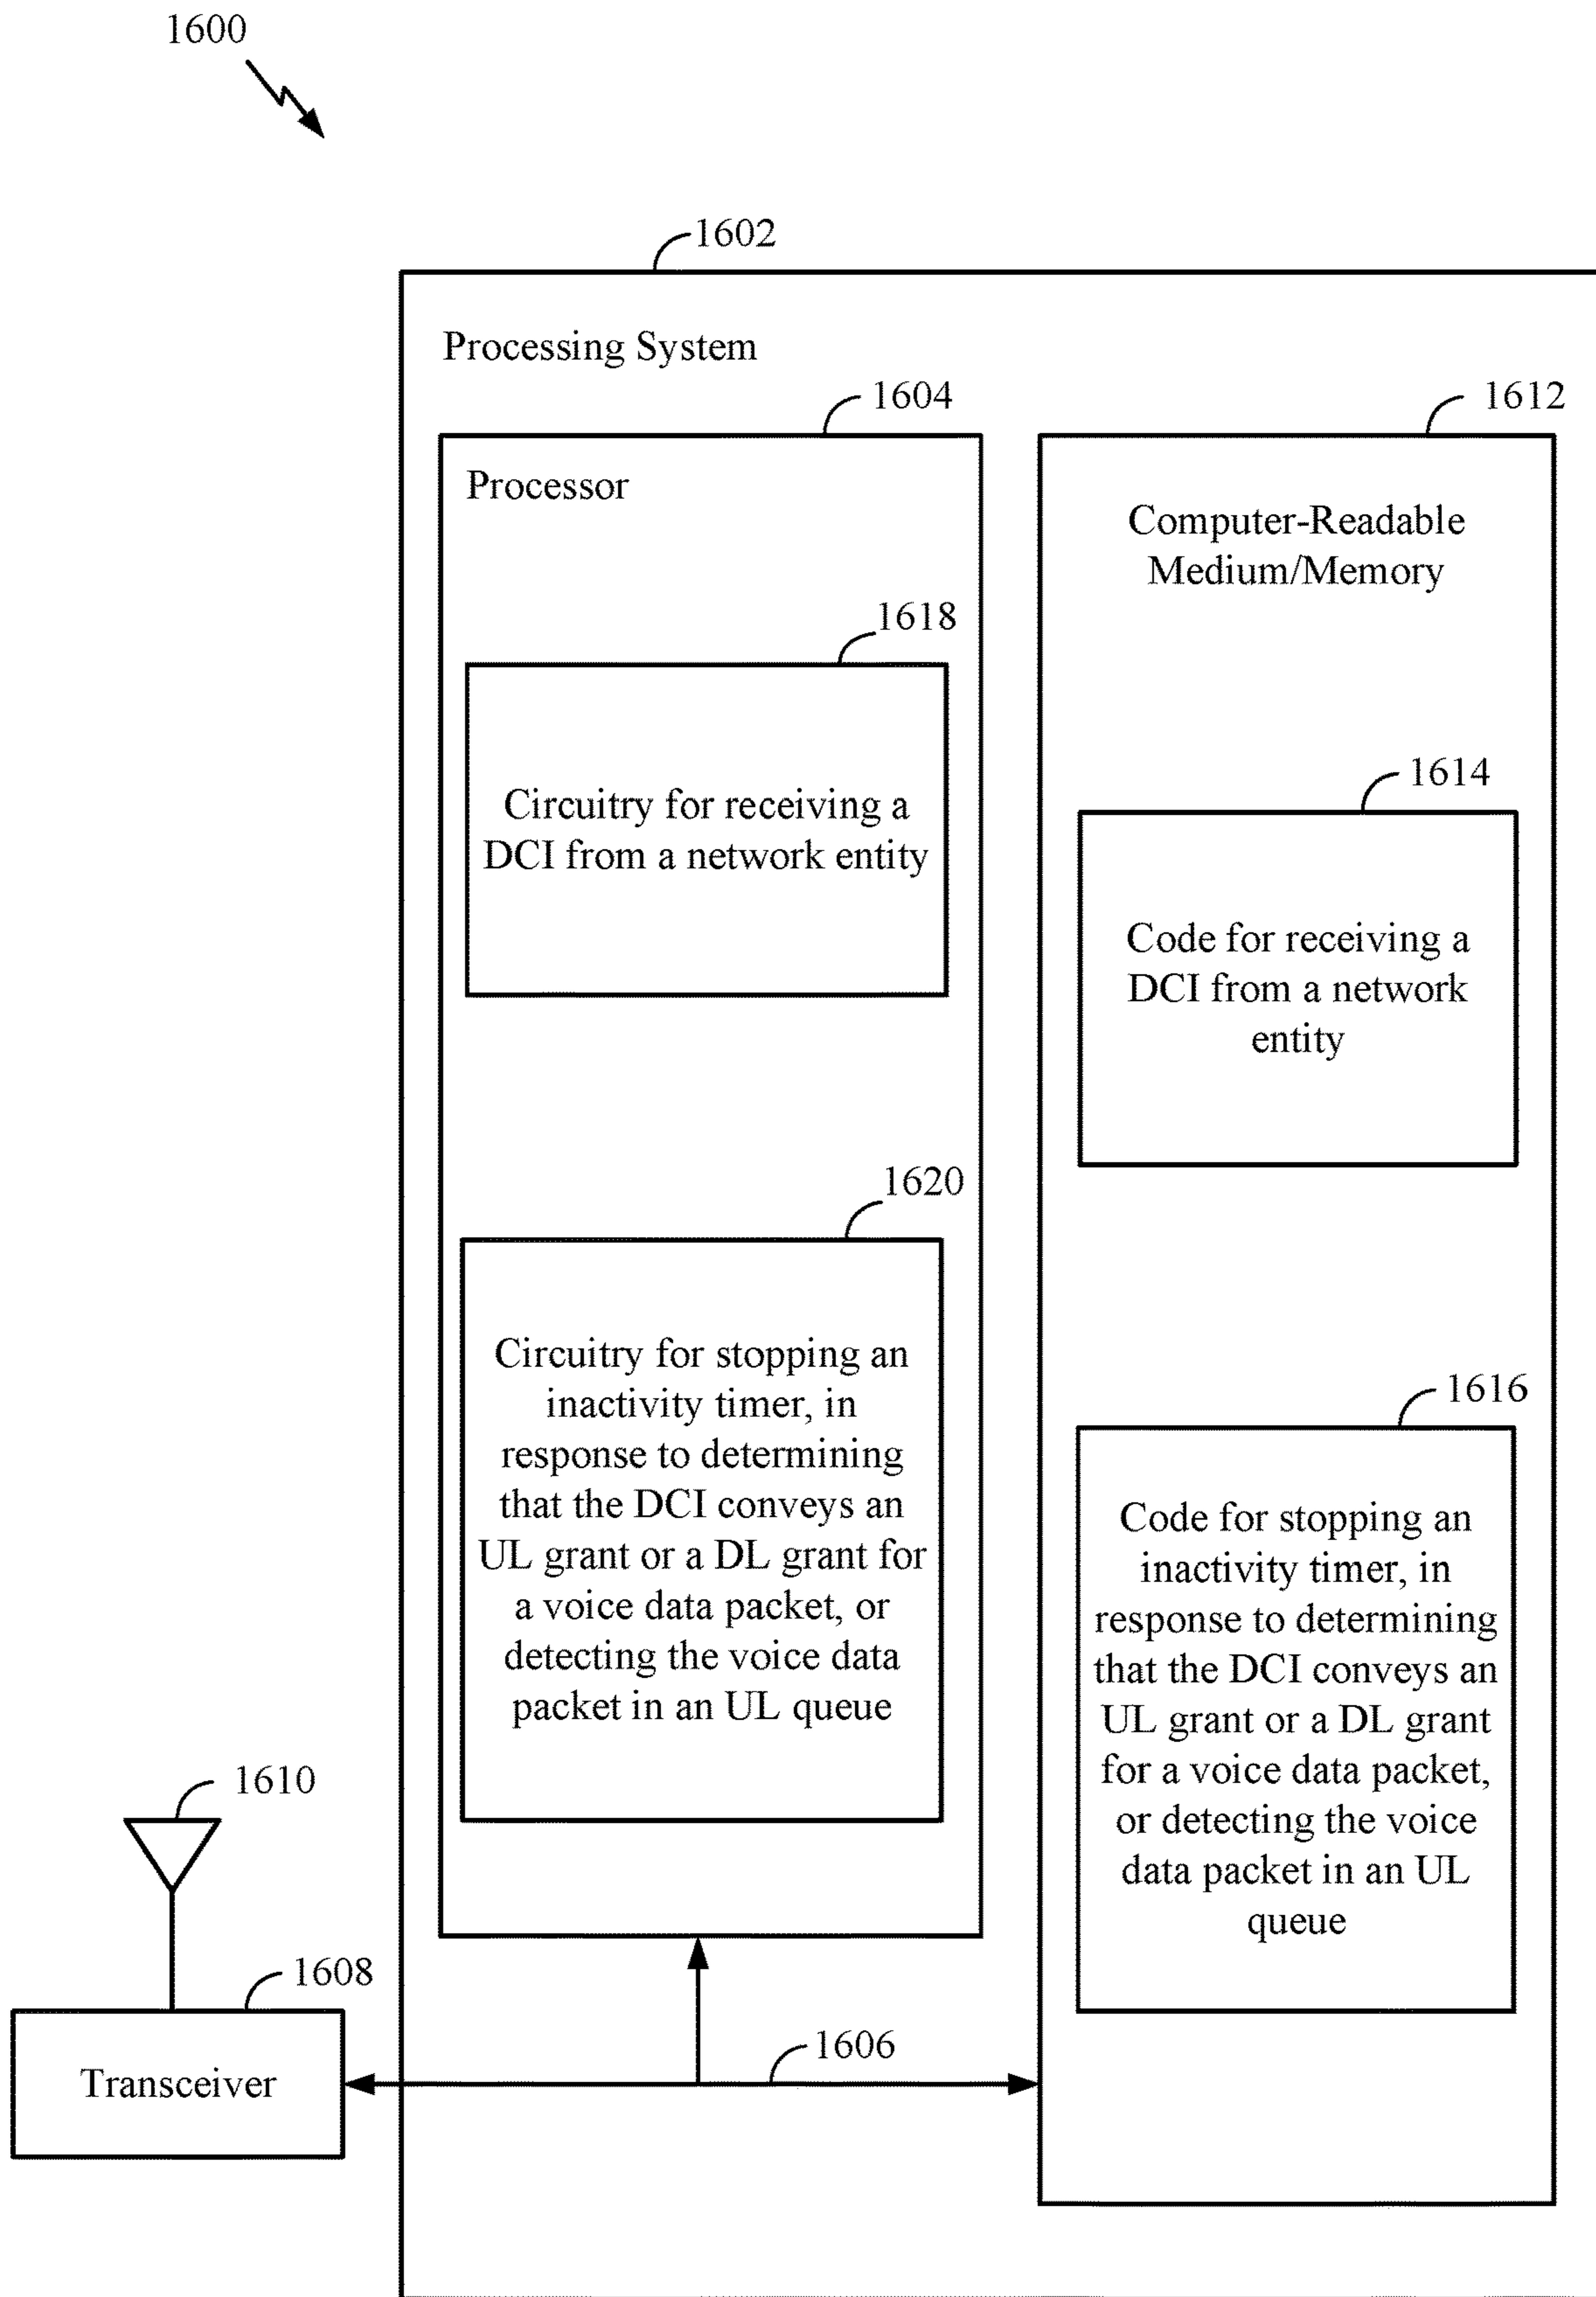 1600
1602
Processing System
1604
Processor
1618
Circuitry for receiving a
DCI from a network entity
1620
Circuitry for stopping an
inactivity timer, in
response to determining
that the DCI conveys an
UL grant or a DL grant for
a voice data packet, or
detecting the voice data
packet in an UL queue
1612
Computer-Readable
Medium/Memory
1614
Code for receiving a
DCI from a network
entity
1616
Code for stopping an
inactivity timer, in
response to determining
that the DCI conveys an
UL grant or a DL grant
for a voice data packet,
or detecting the voice
data packet in an UL
queue
1610
1608
Transceiver
1606